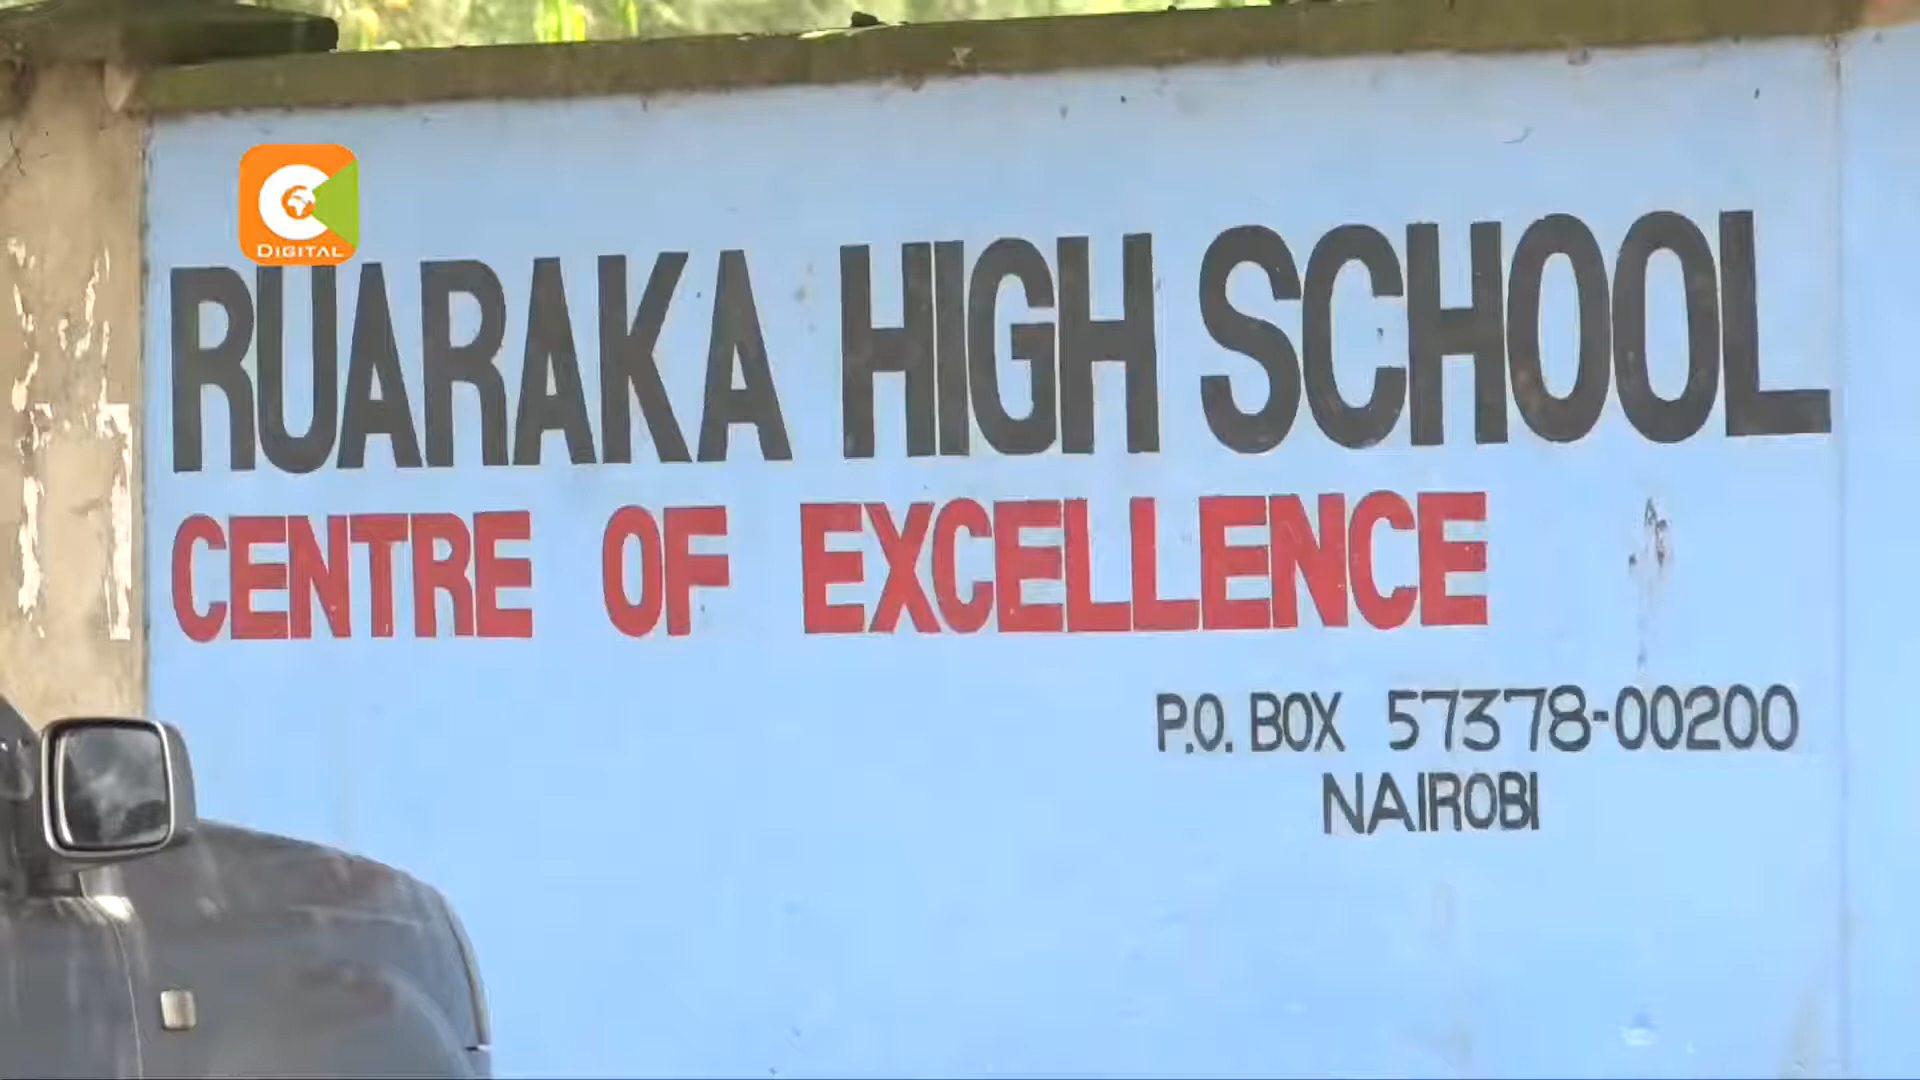 DIGITAL
RUARAKA HIGH SCHOOL
CENTRE OF EXCELLENCE
P.O. BOX 57378-00200
NAIROBI